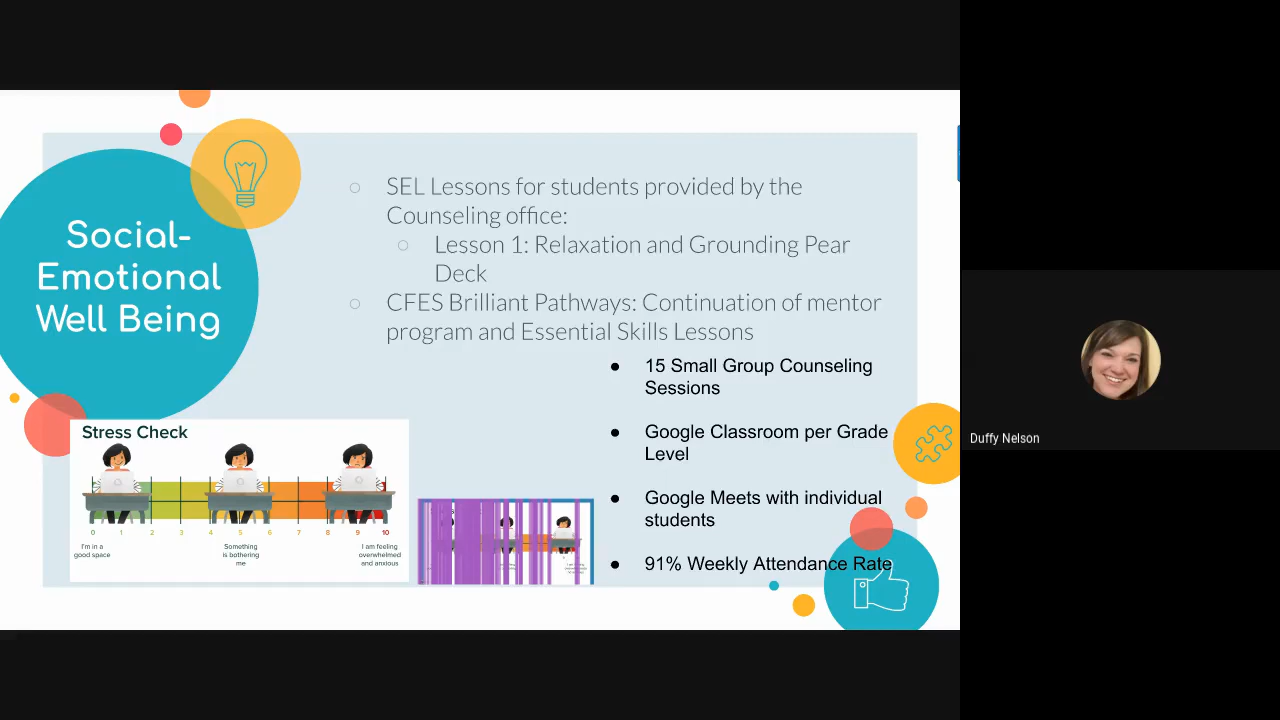 Social-
Emotional
Well Being
SEL Lessons for students provided by the
Counseling office:
Lesson 1: Relaxation and Grounding Pear
Deck
CFES Brilliant Pathways: Continuation of mentor
program and Essential Skills Lessons
15 Small Group Counseling
Sessions
Google Classroom per Grade
Level
Google Meets with individual
students
91% Weekly Attendance Rate
Stress Check
0 1 2 3 4 5 6 7 8 9 10
I'm in a
good space
Something
is bothering
me
I am feeling
overwhelmed
and anxious
Duffy Nelson